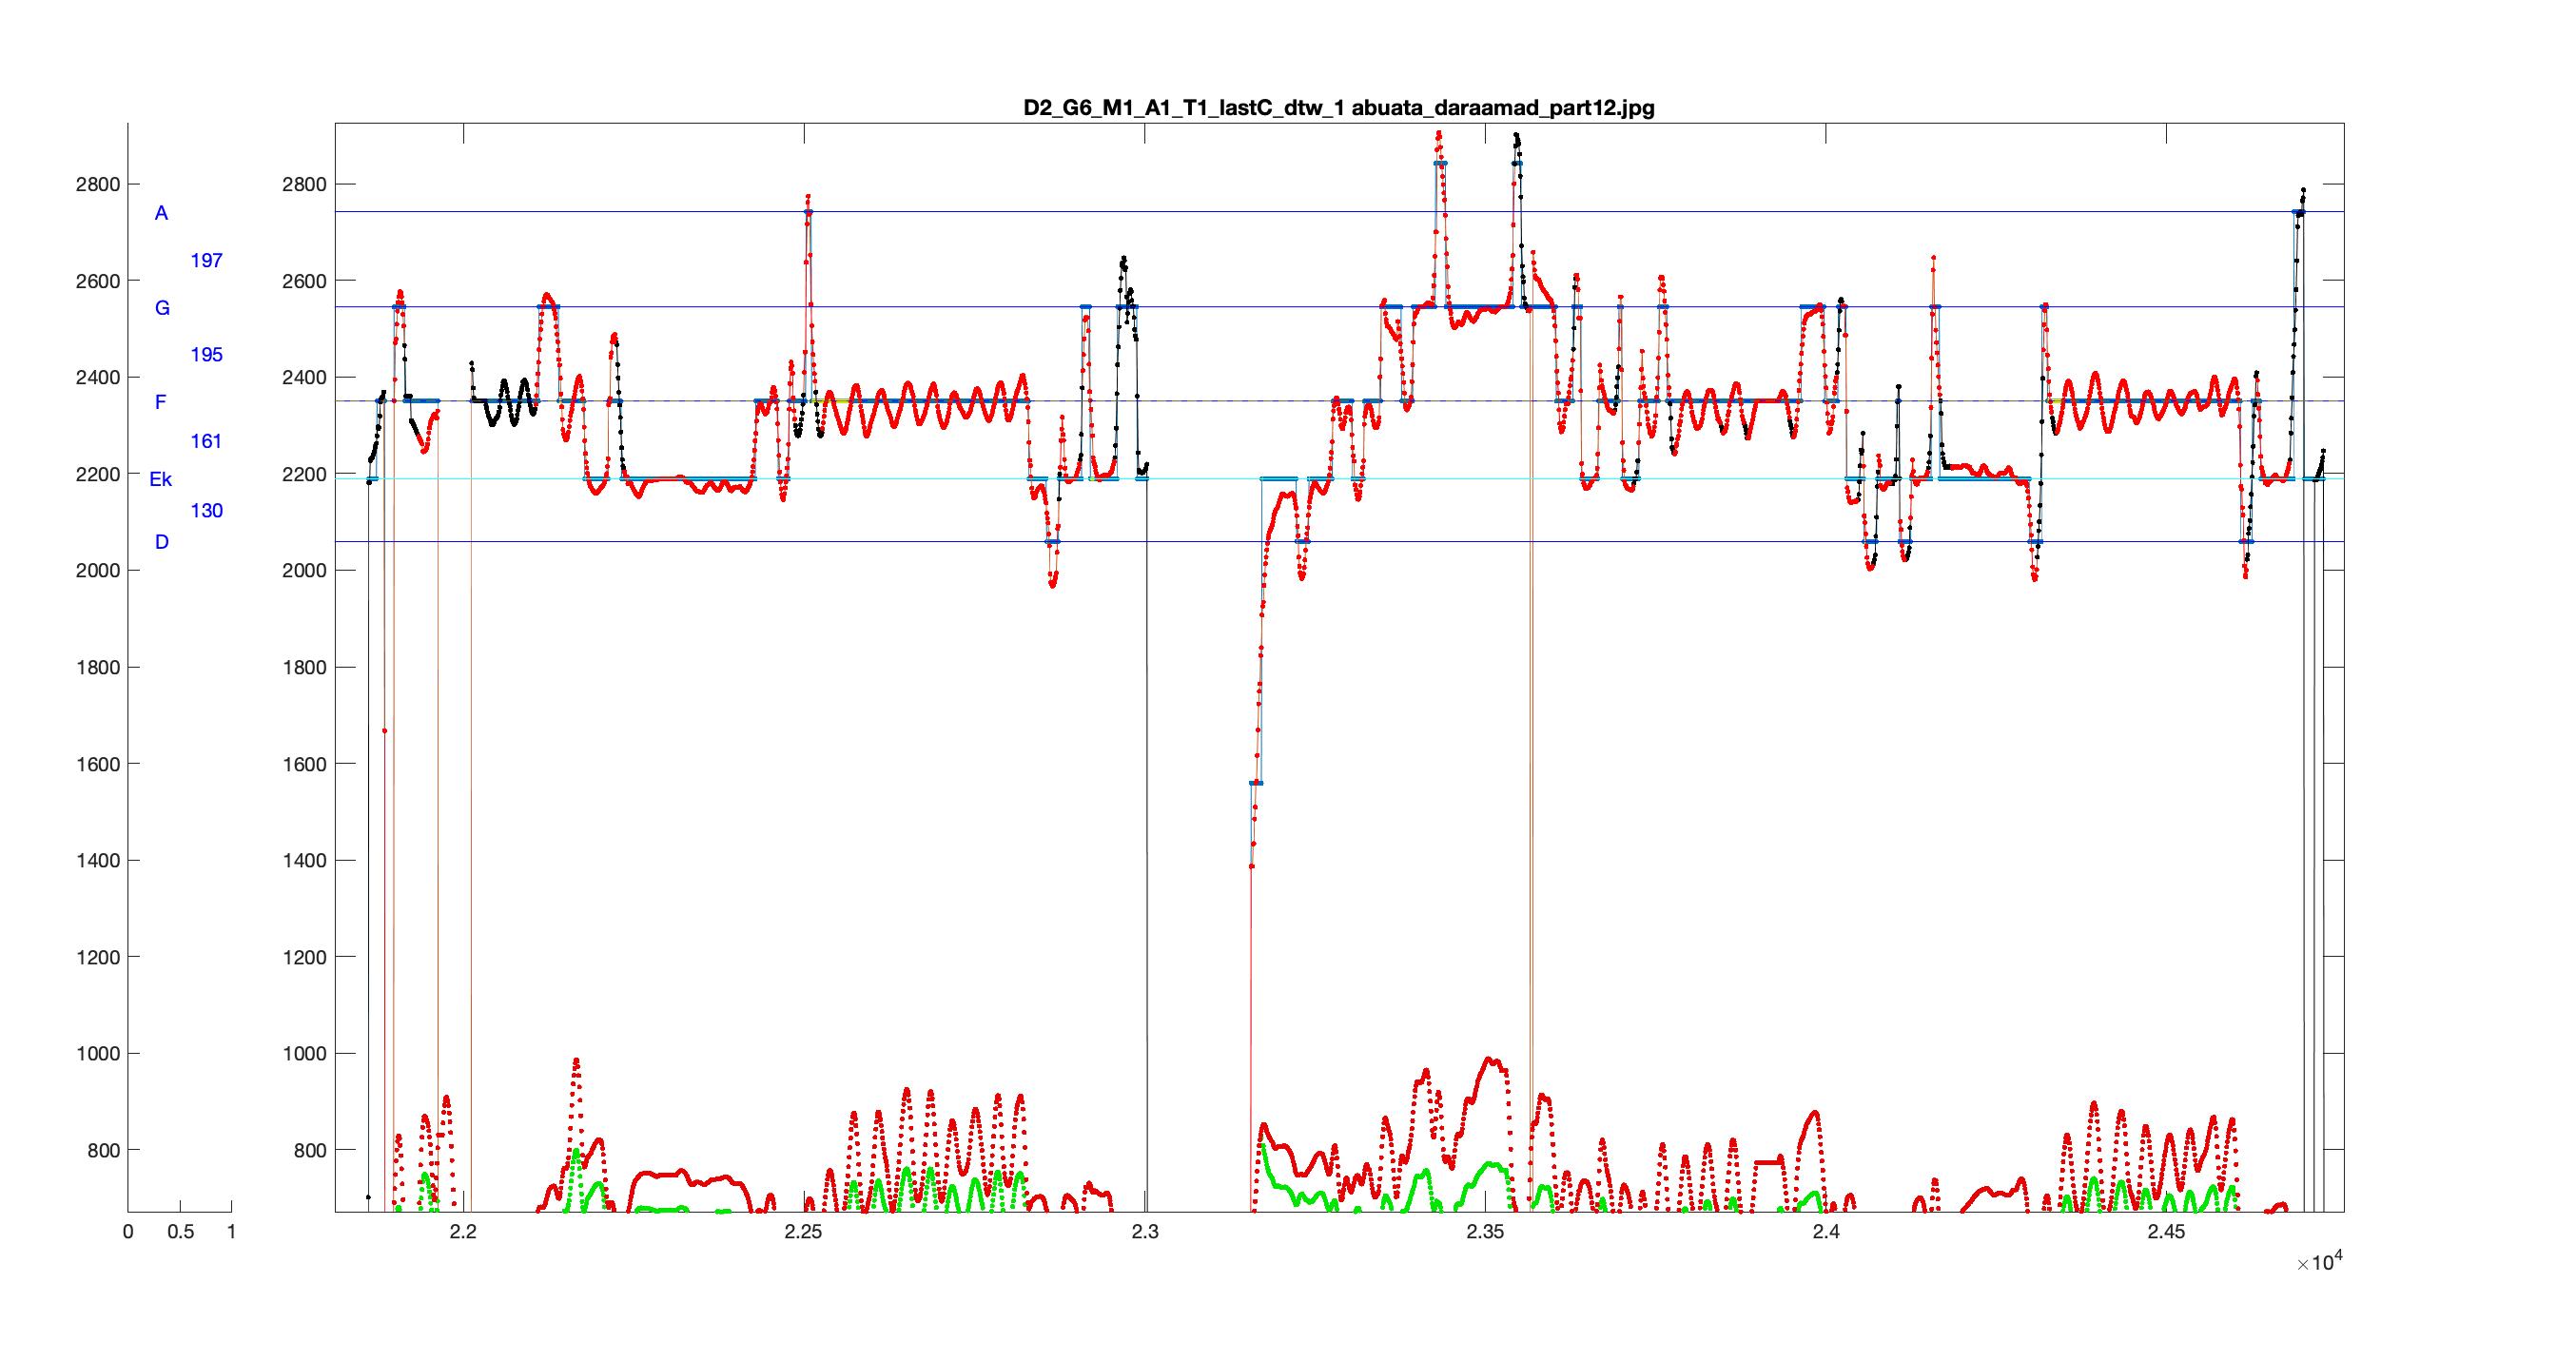 D2_G6_M1_A1_T1_lastC_dtw_1 abuata_daraamad_part12.jpg
2800 2800
A
197
2600 2600
G
195
2400 2400
F
161
2200 Ek 2200
130
D
2000 2000
1800 1800
1600 1600
1400 1400
1200 1200
1000 1000
800 800
0 0.5 1 2.2 2.25 2.3 2.35 2.4 2.45
×10⁴